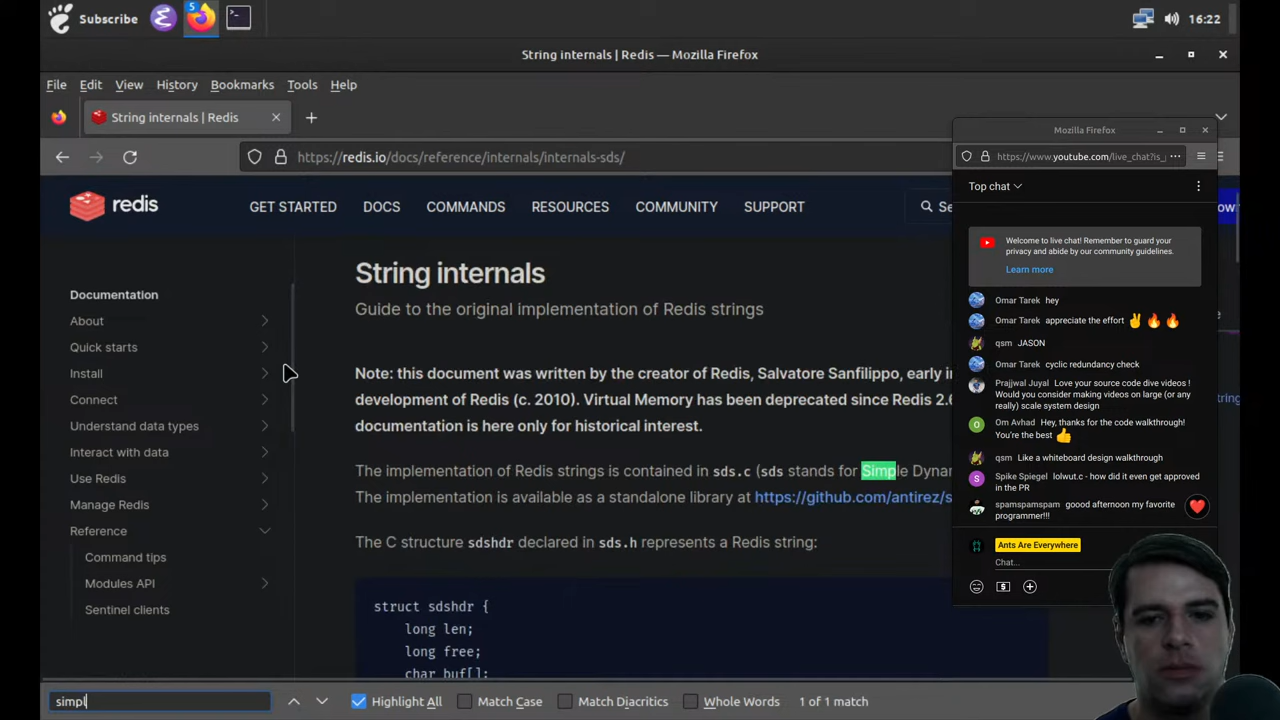 Subscribe
5
16:22
String internals | Redis — Mozilla Firefox
File Edit View History Bookmarks Tools Help
String internals | Redis
https://redis.io/docs/reference/internals/internals-sds/
redis
GET STARTED DOCS COMMANDS RESOURCES COMMUNITY SUPPORT
Documentation
About
Quick starts
Install
Connect
Understand data types
Interact with data
Use Redis
Manage Redis
Reference
Command tips
Modules API
Sentinel clients
String internals
Guide to the original implementation of Redis strings
Note: this document was written by the creator of Redis, Salvatore Sanfilippo, early in
development of Redis (c. 2010). Virtual Memory has been deprecated since Redis 2.6
documentation is here only for historical interest.
The implementation of Redis strings is contained in sds.c (sds stands for Simple Dynam
The implementation is available as a standalone library at https://github.com/antirez/s
The C structure sdshdr declared in sds.h represents a Redis string:
struct sdshdr {
long len;
long free;
char buf[];
Mozilla Firefox
https://www.youtube.com/live_chat?is_
Top chat
Welcome to live chat! Remember to guard your
privacy and abide by our community guidelines.
Learn more
Omar Tarek hey
Omar Tarek appreciate the effort ✌🔥🔥
qsm JASON
Omar Tarek cyclic redundancy check
Prajjwal Juyal Love your source code dive videos !
Would you consider making videos on large (or any
really) scale system design
Om Avhad Hey, thanks for the code walkthrough!
You're the best 👍
qsm Like a whiteboard design walkthrough
Spike Spiegel lolwut.c - how did it even get approved
in the PR
spamspamspam goood afternoon my favorite
programmer!!!
Ants Are Everywhere
Chat...
simpl
Highlight All Match Case Match Diacritics Whole Words 1 of 1 match